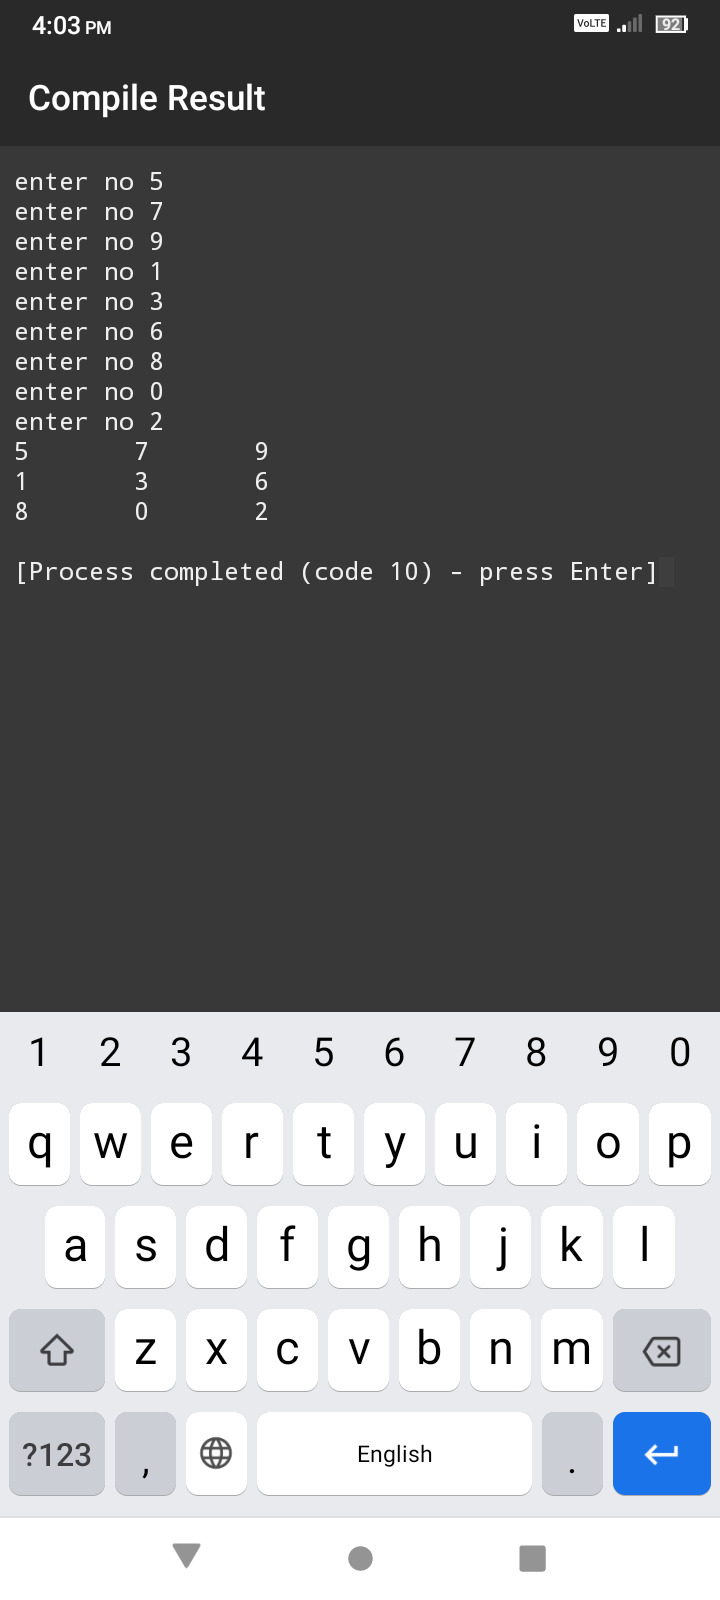 4:03 PM VoLTE 92
Compile Result
enter no 5
enter no 7
enter no 9
enter no 1
enter no 3
enter no 6
enter no 8
enter no 0
enter no 2
5 7 9
1 3 6
8 0 2
[Process completed (code 10) - press Enter]
1 2 3 4 5 6 7 8 9 0
q w e r t y u i o p
a s d f g h j k l
z x c v b n m
?123 , English .